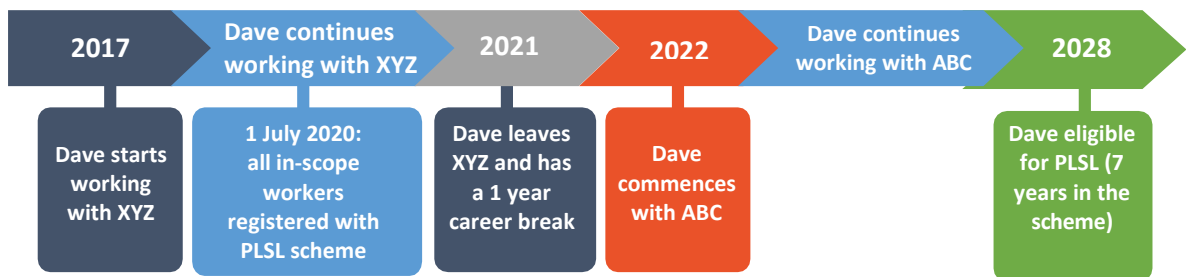 2017
Dave continues
working with XYZ
2021
2022
Dave continues
working with ABC
2028
Dave starts
working
with XYZ
1 July 2020:
all in-scope
workers
registered with
PLSL scheme
Dave leaves
XYZ and has
a 1 year
career break
Dave
commences
with ABC
Dave eligible
for PLSL (7
years in the
scheme)